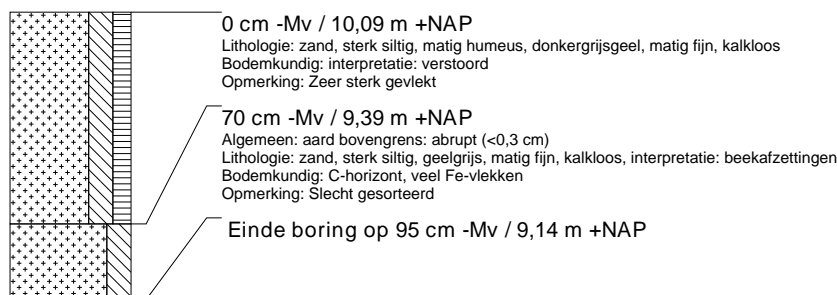 0 cm -Mv / 10,09 m +NAP
Lithologie: zand, sterk siltig, matig humeus, donkergrijsgeel, matig fijn, kalkloos
Bodemkundig: interpretatie: verstoord
Opmerking: Zeer sterk gevlekt
70 cm -Mv / 9,39 m +NAP
Algemeen: aard bovengrens: abrupt (<0,3 cm)
Lithologie: zand, sterk siltig, geelgrijs, matig fijn, kalkloos, interpretatie: beekafzettingen
Bodemkundig: C-horizont, veel Fe-vlekken
Opmerking: Slecht gesorteerd
Einde boring op 95 cm -Mv / 9,14 m +NAP